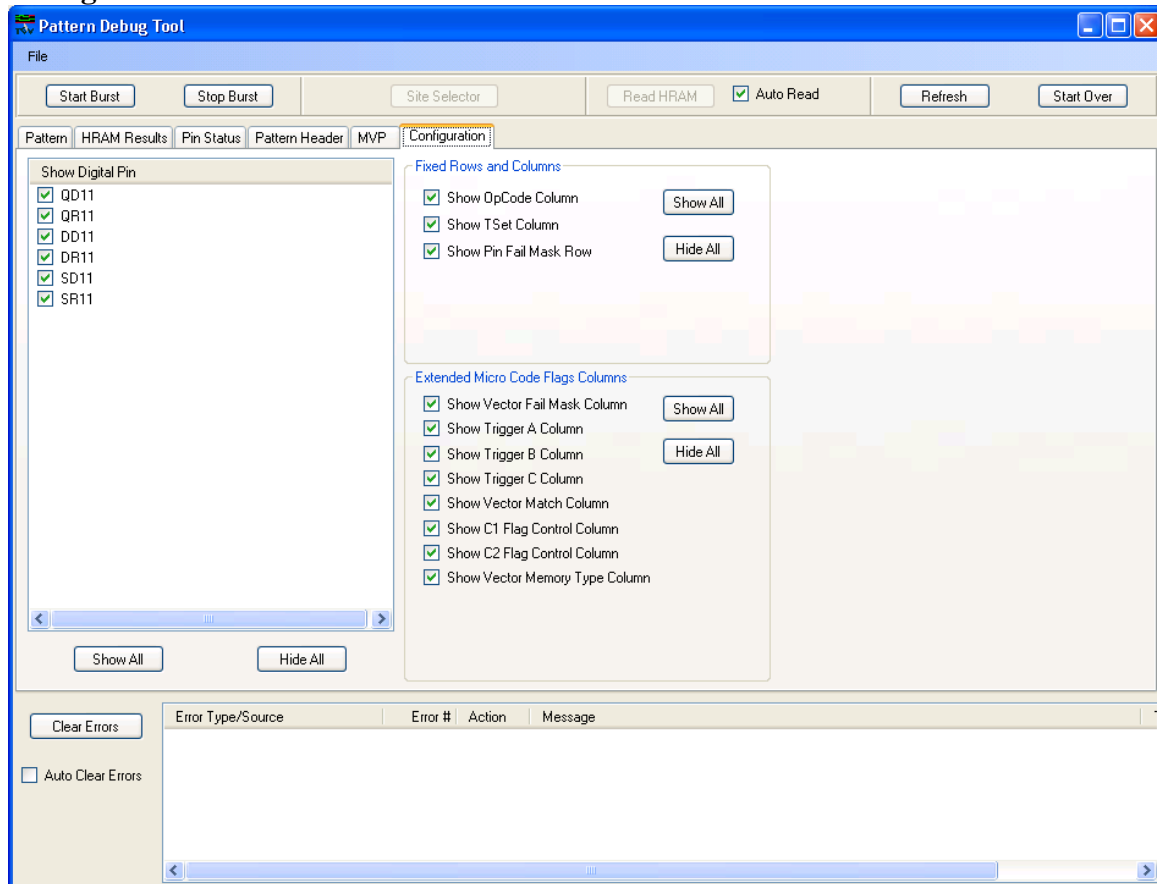 Pattern Debug Tool
File
Start Burst Stop Burst Site Selector Read HRAM Auto Read Refresh Start Over
Pattern HRAM Results Pin Status Pattern Header MVP Configuration
Show Digital Pin
QD11
QR11
DD11
DR11
SD11
SR11
Show All Hide All
Fixed Rows and Columns
Show OpCode Column Show All
Show TSet Column
Show Pin Fail Mask Row Hide All
Extended Micro Code Flags Columns
Show Vector Fail Mask Column Show All
Show Trigger A Column
Show Trigger B Column Hide All
Show Trigger C Column
Show Vector Match Column
Show C1 Flag Control Column
Show C2 Flag Control Column
Show Vector Memory Type Column
Clear Errors
Auto Clear Errors
Error Type/Source Error # Action Message